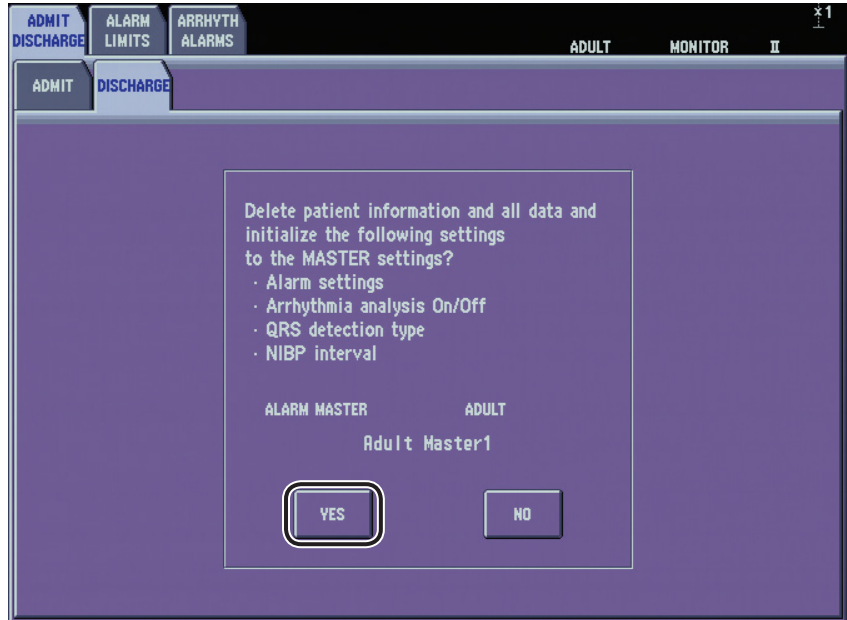 ADMIT DISCHARGE
ALARM LIMITS
ARRHYTH ALARMS
×1
ADULT MONITOR II
ADMIT DISCHARGE
Delete patient information and all data and
initialize the following settings
to the MASTER settings?
· Alarm settings
· Arrhythmia analysis On/Off
· QRS detection type
· NIBP interval
ALARM MASTER ADULT
Adult Master1
YES NO